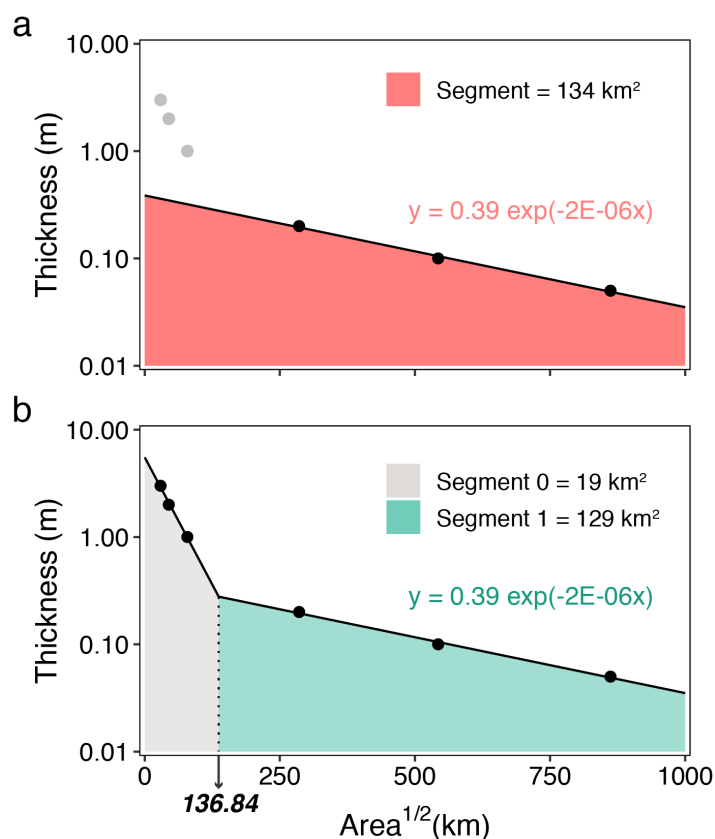 a
10.00
1.00
0.10
0.01
Thickness (m)
Segment = 134 km²
y = 0.39 exp(-2E-06x)
b
10.00
1.00
0.10
0.01
Thickness (m)
Segment 0 = 19 km²
Segment 1 = 129 km²
y = 0.39 exp(-2E-06x)
0 250 500 750 1000
136.84
Area^1/2(km)